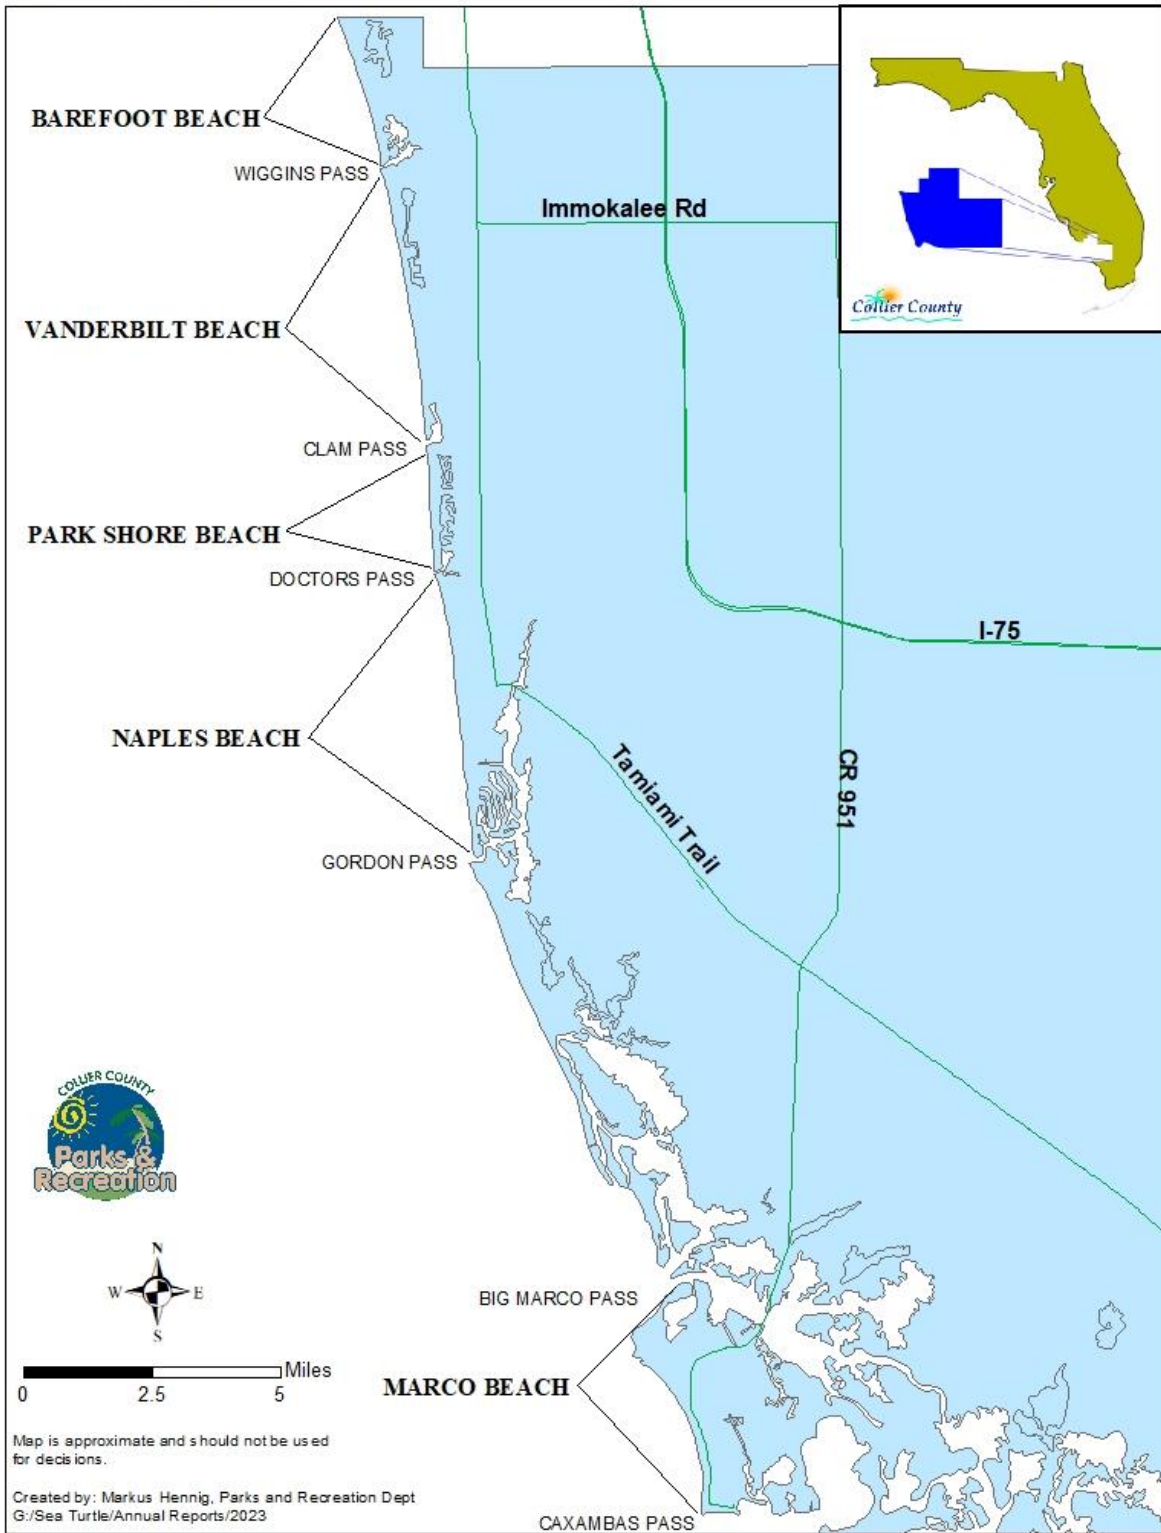 BAREFOOT BEACH
WIGGINS PASS
Immokalee Rd
Collier County
VANDERBILT BEACH
CLAM PASS
PARK SHORE BEACH
DOCTORS PASS
I-75
NAPLES BEACH
Tamiami Trail
CR 951
GORDON PASS
COLLIER COUNTY
Parks &
Recreation
N
W E
S
BIG MARCO PASS
Miles
0 2.5 5
MARCO BEACH
Map is approximate and should not be used
for decisions.
Created by: Markus Hennig, Parks and Recreation Dept
G:/Sea Turtle/Annual Reports/2023
CAXAMBAS PASS